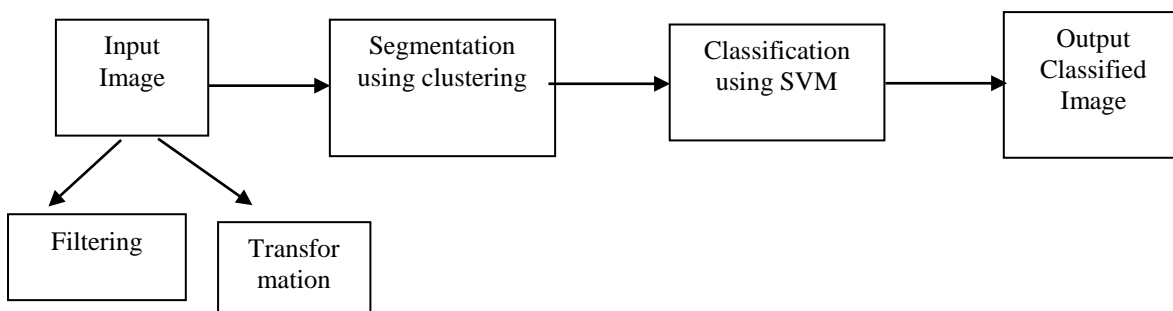 Input
Image
Segmentation
using clustering
Classification
using SVM
Output
Classified
Image
Filtering
Transfor
mation